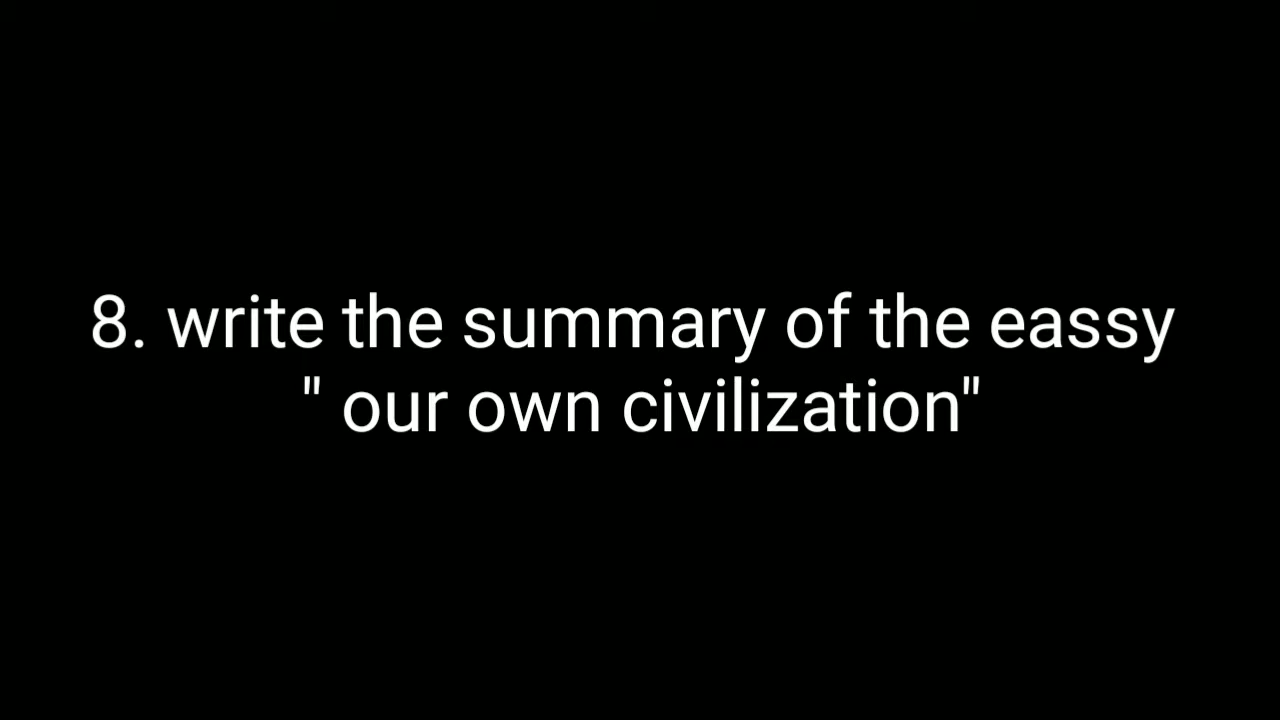 8. write the summary of the eassy
" our own civilization"